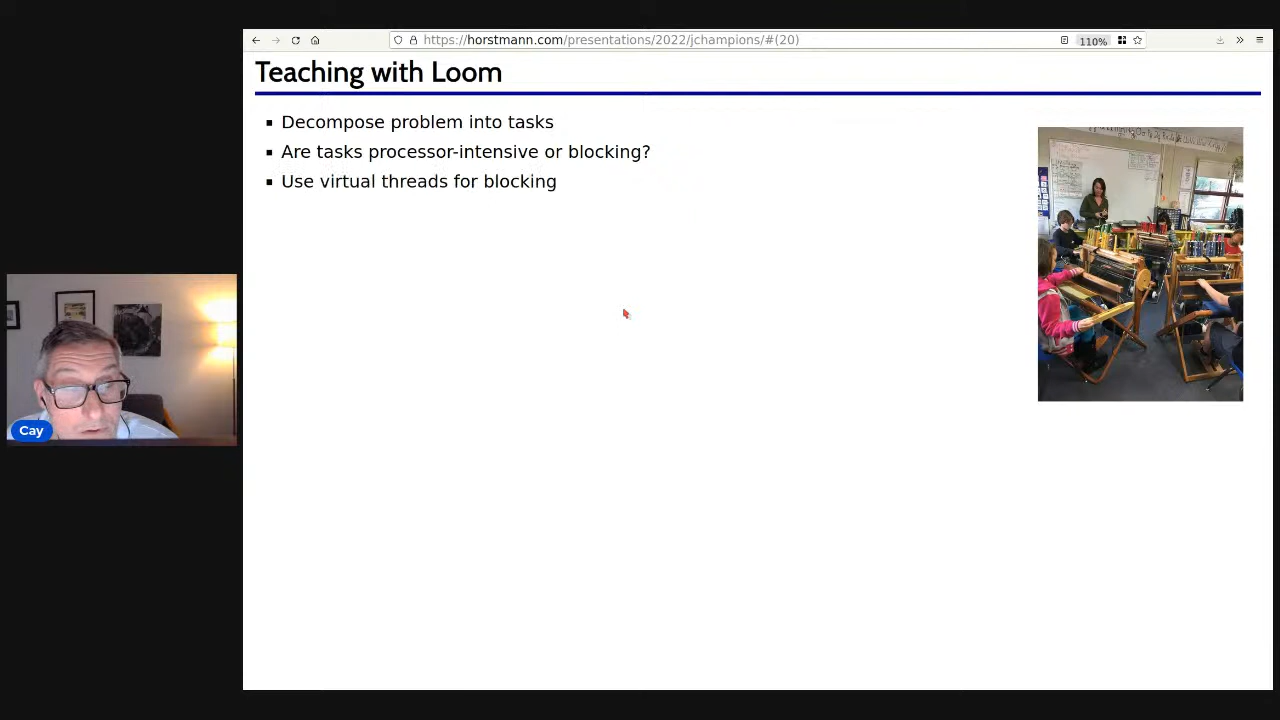 https://horstmann.com/presentations/2022/jchampions/#(20)
110%
Teaching with Loom
Decompose problem into tasks
Are tasks processor-intensive or blocking?
Use virtual threads for blocking
Cay